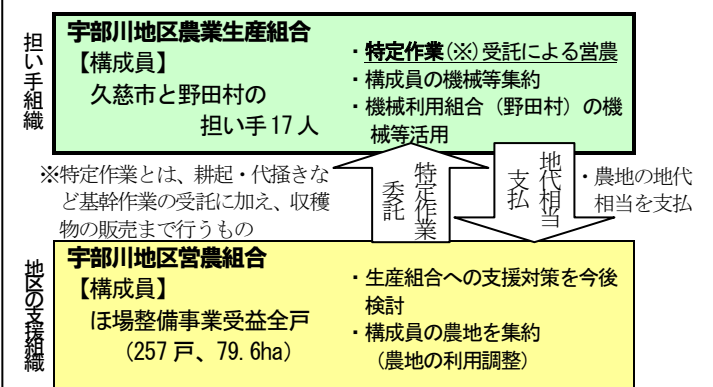 担い手組織
宇部川地区農業生産組合
【構成員】
久慈市と野田村の
担い手17人
・特定作業(※)受託による営農
・構成員の機械等集約
・機械利用組合(野田村)の機
械等活用
※特定作業とは、耕起・代掻きな
ど基幹作業の受託に加え、収穫
物の販売まで行うもの
特定作業
委託
地代相当
支払
・農地の地代
相当を支払
地区の支援組織
宇部川地区営農組合
【構成員】
ほ場整備事業受益全戸
(257戸、79.6ha)
・生産組合への支援対策を今後
検討
・構成員の農地を集約
(農地の利用調整)